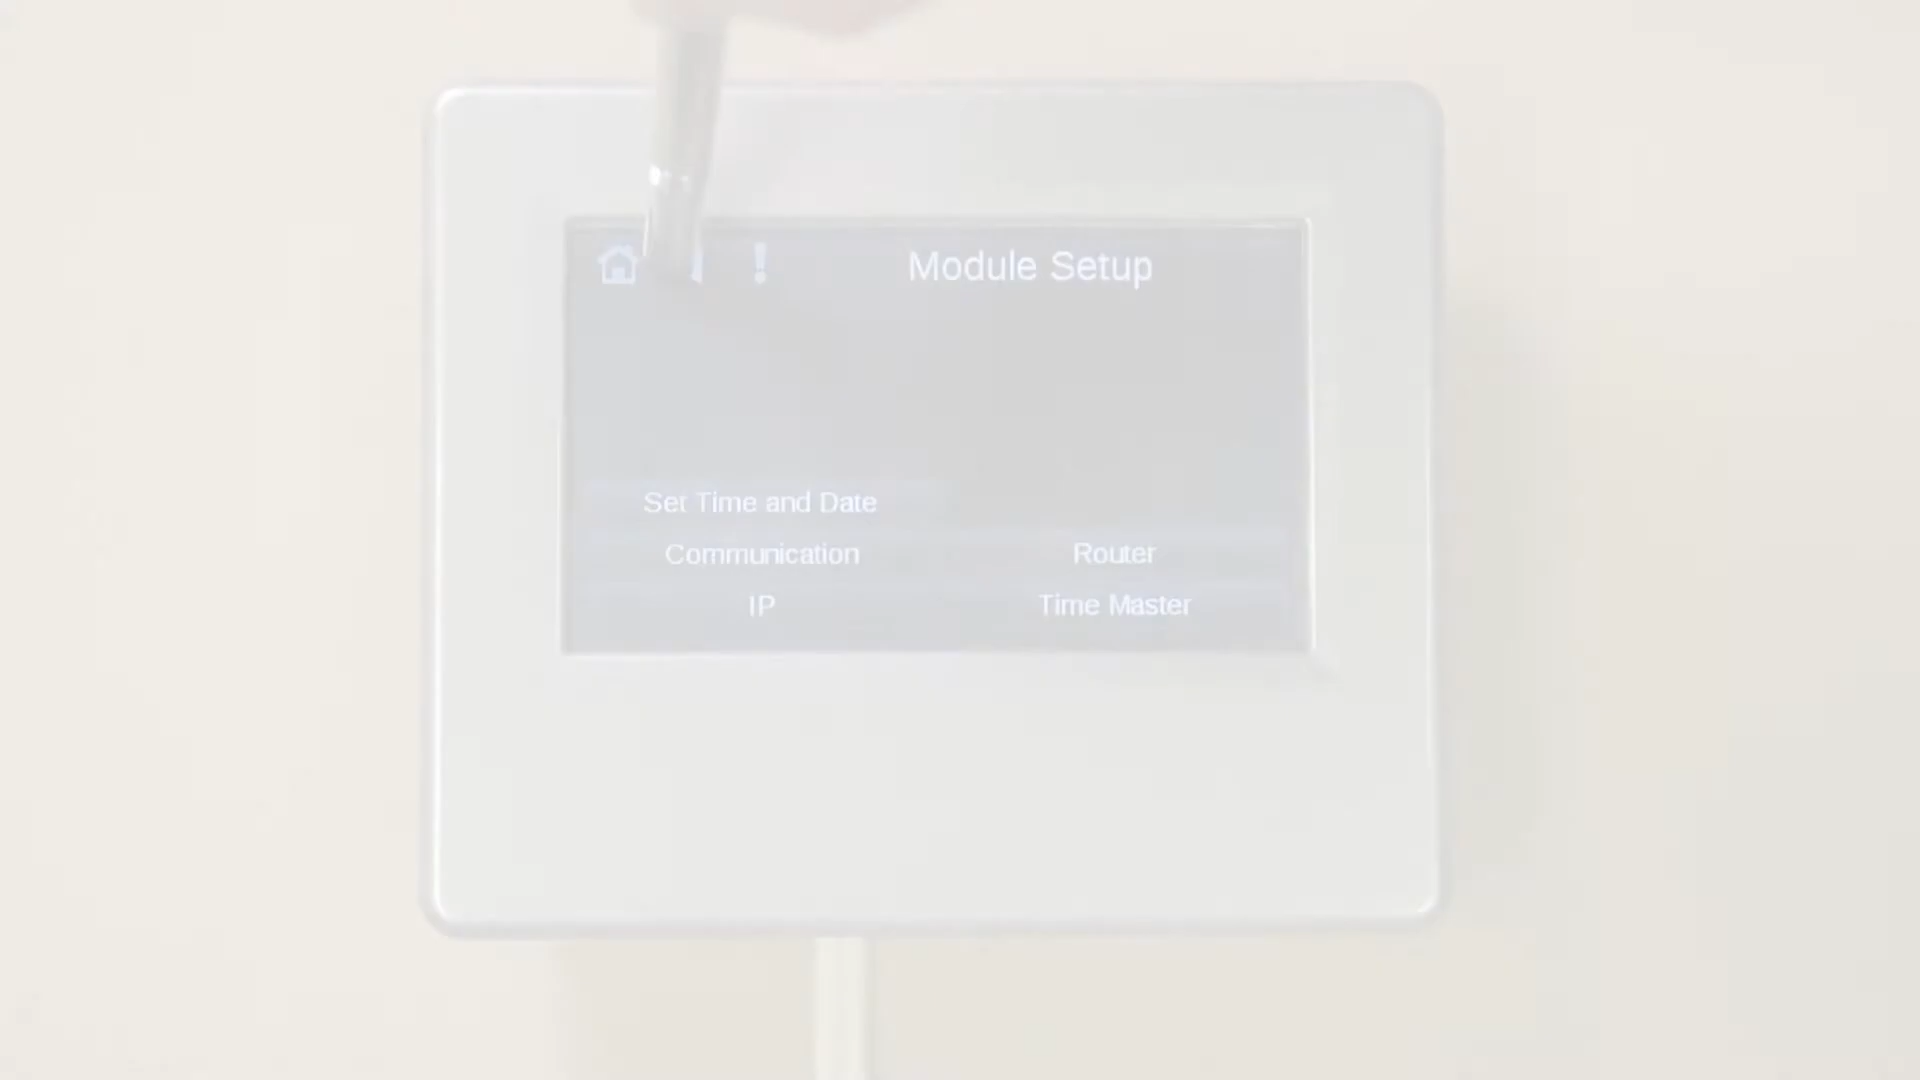 Module Setup
Set Time and Date
Communication
Router
IP
Time Master